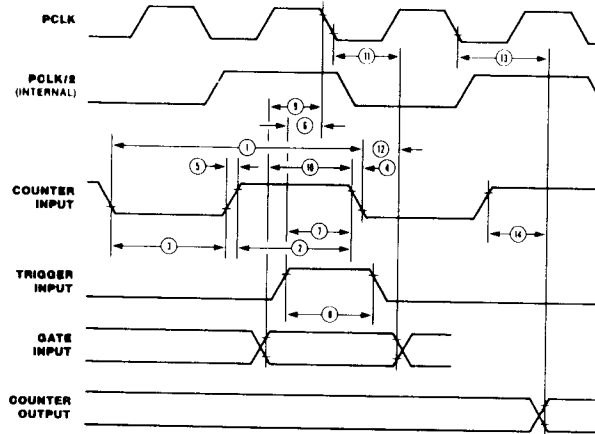 PCLK
11
13
PCLK/2
(INTERNAL)
9
6
1
12
5
10
4
COUNTER
INPUT
7
14
3
2
TRIGGER
INPUT
8
GATE
INPUT
COUNTER
OUTPUT